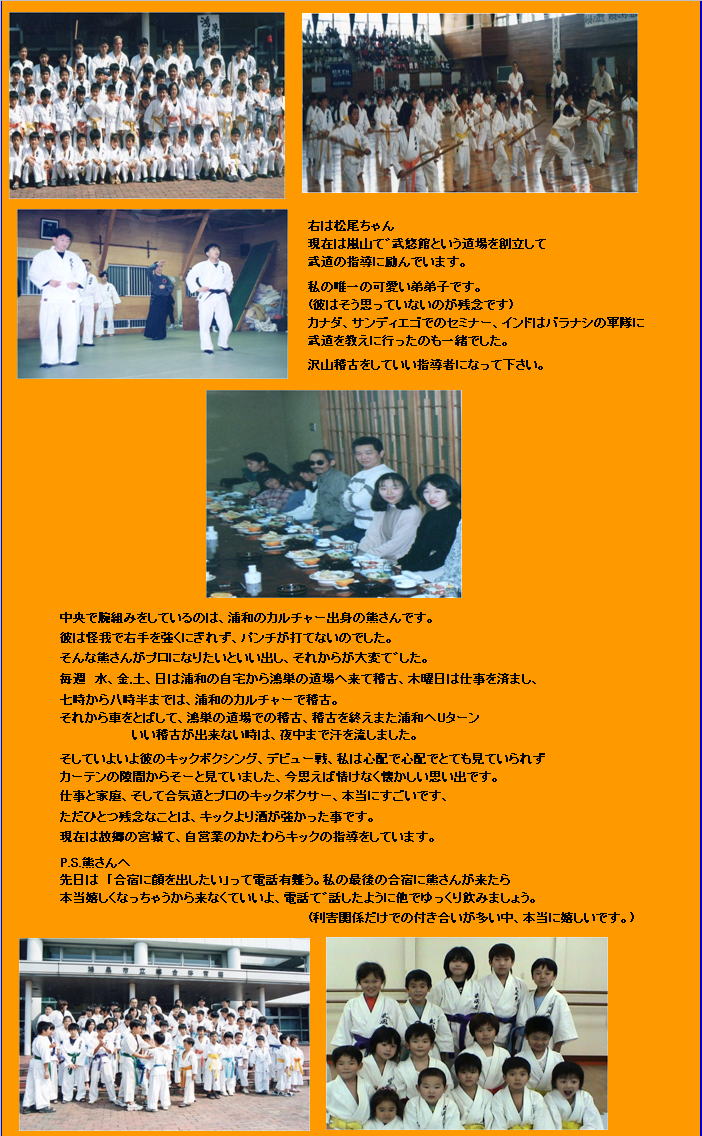 右は松尾ちゃん
現在は嵐山で武悠館という道場を創立して
武道の指導に励んでいます。
私の唯一の可愛い弟弟子です。
(彼はそう思っていないのが残念です)
カナダ、サンディエゴでのセミナー、インドはバラナシの軍隊に
武道を教えに行ったのも一緒でした。
沢山稽古をしていい指導者になって下さい。
中央で腕組みをしているのは、浦和のカルチャー出身の熊さんです。
彼は怪我で右手を強くにぎれず、パンチが打てないのでした。
そんな熊さんがプロになりたいといい出し、それからが大変でした。
毎週 水、金.土、日は浦和の自宅から鴻巣の道場へ来て稽古、木曜日は仕事を済まし、
七時から八時半までは、浦和のカルチャーで稽古。
それから車をとばして、鴻巣の道場での稽古、稽古を終えまた浦和へUターン
いい稽古が出来ない時は、夜中まで汗を流しました。
そしていよいよ彼のキックボクシング、デビュー戦、私は心配で心配でとても見ていられず
カーテンの隙間からそーと見ていました、今思えば情けなく懐かしい思い出です。
仕事と家庭、そして合気道とプロのキックボクサー、本当にすごいです、
ただひとつ残念なことは、キックより酒が強かった事です。
現在は故郷の宮城で、自営業のかたわらキックの指導をしています。
P.S.熊さんへ
先日は 「合宿に顔を出したい」って電話有難う。私の最後の合宿に熊さんが来たら
本当嬉しくなっちゃうから来なくていいよ、電話で話したように他でゆっくり飲みましょう。
(利害関係だけでの付き合いが多い中、本当に嬉しいです。)
鴻巣市立総合体育館